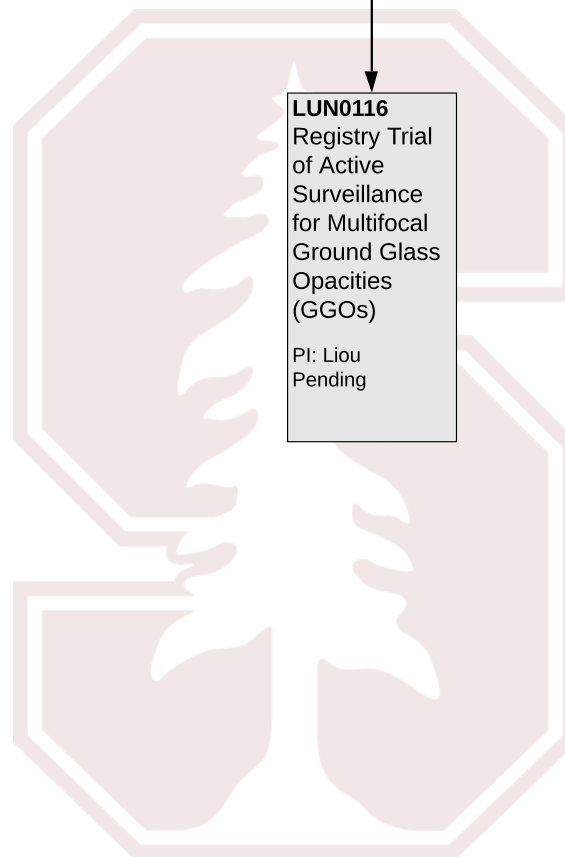 LUN0116
Registry Trial
of Active
Surveillance
for Multifocal
Ground Glass
Opacities
(GGOs)
PI: Liou
Pending